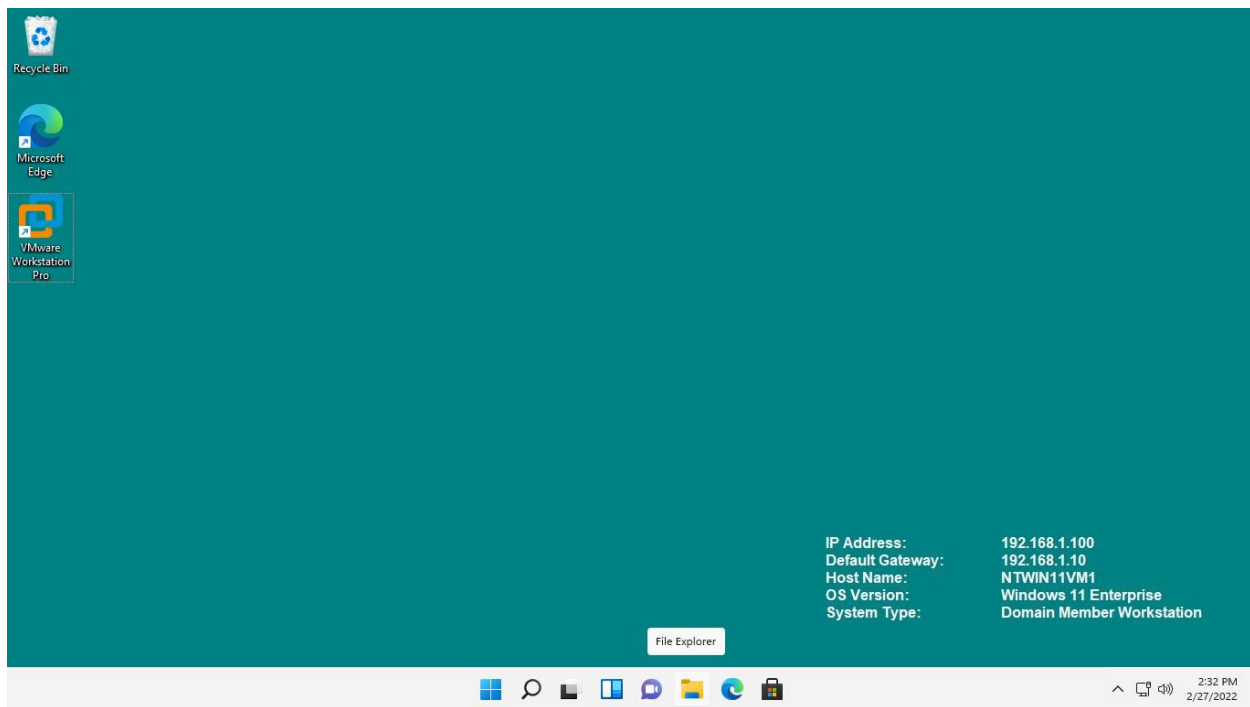 Recycle Bin
Microsoft
Edge
VMware
Workstation
Pro
IP Address: 192.168.1.100
Default Gateway: 192.168.1.10
Host Name: NTWIN11VM1
OS Version: Windows 11 Enterprise
System Type: Domain Member Workstation
File Explorer
2:32 PM
2/27/2022